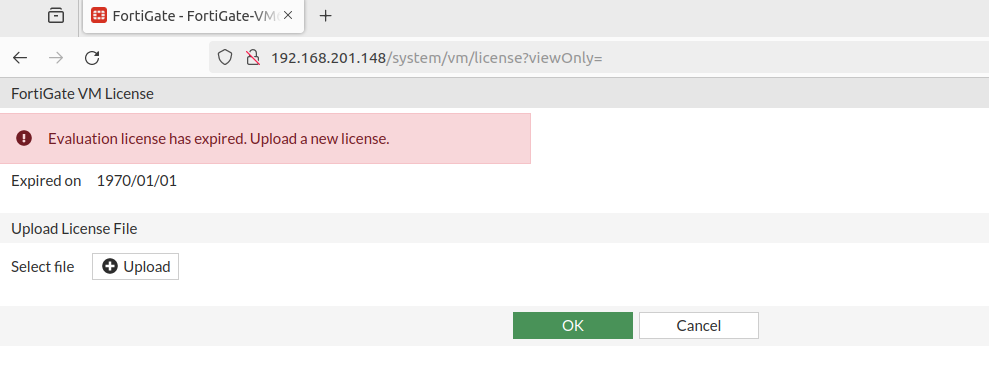 FortiGate - FortiGate-VM
192.168.201.148/system/vm/license?viewOnly=
FortiGate VM License
Evaluation license has expired. Upload a new license.
Expired on 1970/01/01
Upload License File
Select file Upload
OK Cancel